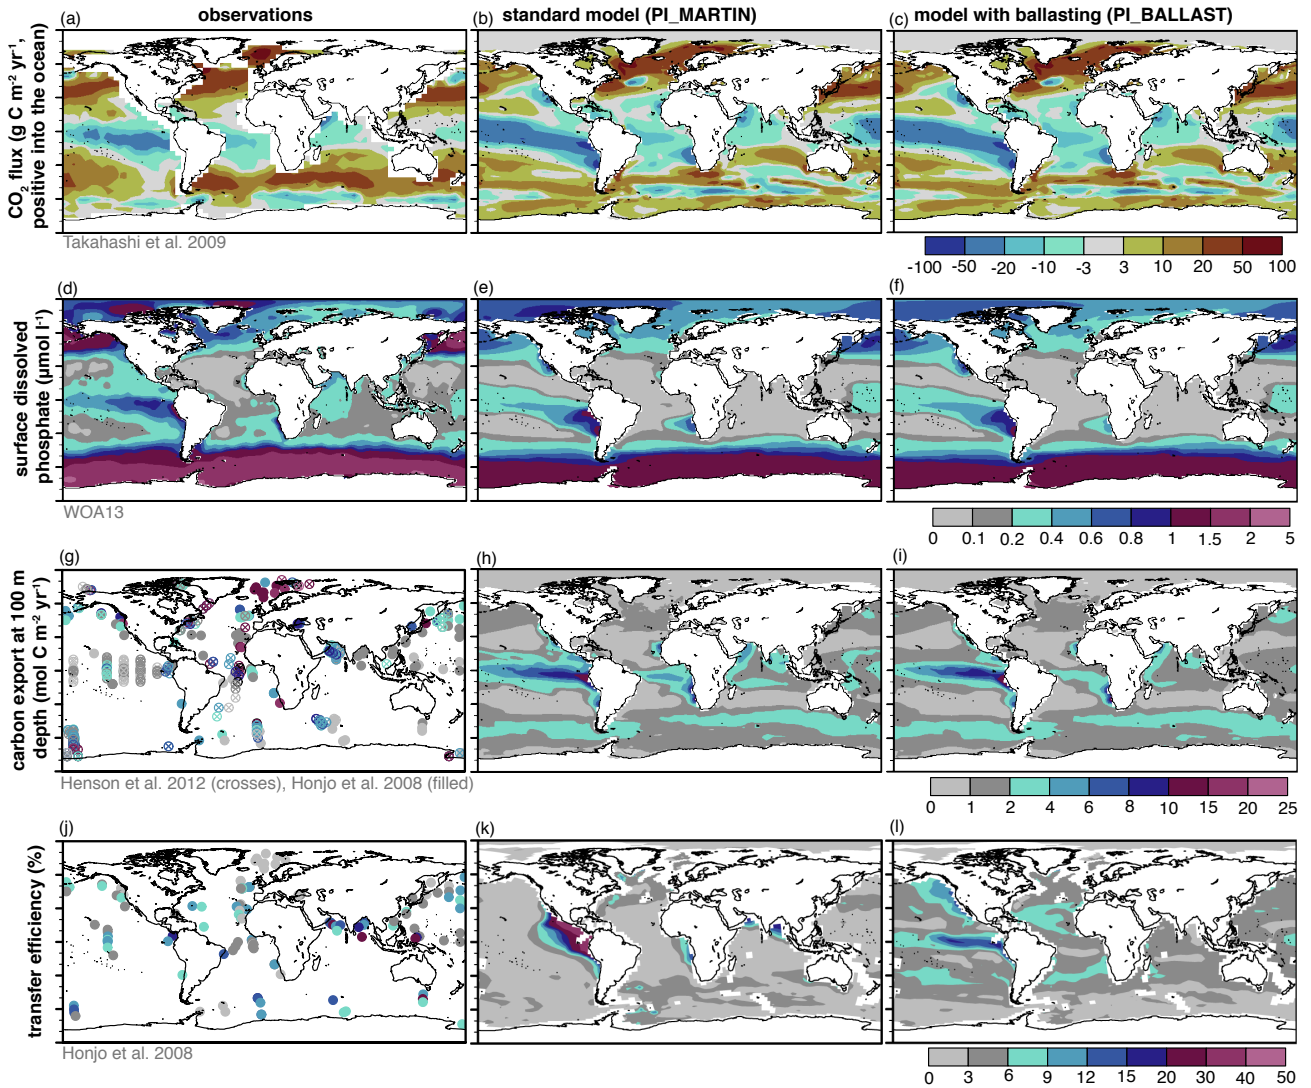 observations
standard model (PI_MARTIN)
model with ballasting (PI_BALLAST)
(a)
(b)
(c)
CO2 flux (g C m⁻² yr⁻¹,
positive into the ocean)
Takahashi et al. 2009
-100 -50 -20 -10 -3 3 10 20 50 100
(d)
(e)
(f)
surface dissolved
phosphate (µmol l⁻¹)
WOA13
0 0.1 0.2 0.4 0.6 0.8 1 1.5 2 5
(g)
(h)
(i)
carbon export at 100 m
depth (mol C m⁻² yr⁻¹)
Henson et al. 2012 (crosses), Honjo et al. 2008 (filled)
0 1 2 4 6 8 10 15 20 25
(j)
(k)
(l)
transfer efficiency (%)
Honjo et al. 2008
0 3 6 9 12 15 20 30 40 50